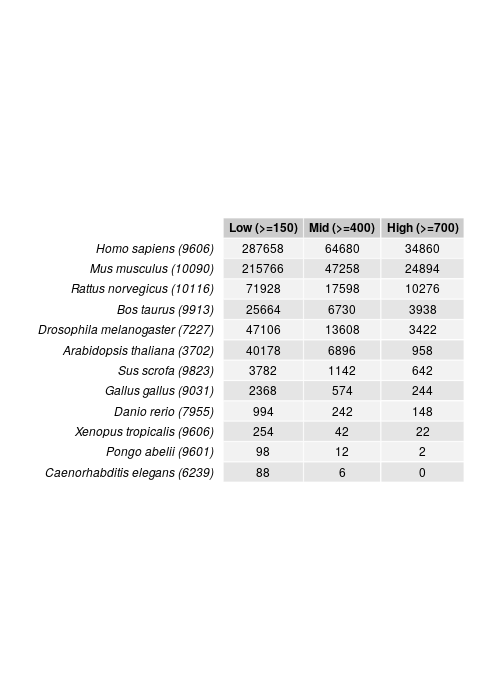 Low (>=150) Mid (>=400) High (>=700)
Homo sapiens (9606) 287658 64680 34860
Mus musculus (10090) 215766 47258 24894
Rattus norvegicus (10116) 71928 17598 10276
Bos taurus (9913) 25664 6730 3938
Drosophila melanogaster (7227) 47106 13608 3422
Arabidopsis thaliana (3702) 40178 6896 958
Sus scrofa (9823) 3782 1142 642
Gallus gallus (9031) 2368 574 244
Danio rerio (7955) 994 242 148
Xenopus tropicalis (9606) 254 42 22
Pongo abelii (9601) 98 12 2
Caenorhabditis elegans (6239) 88 6 0